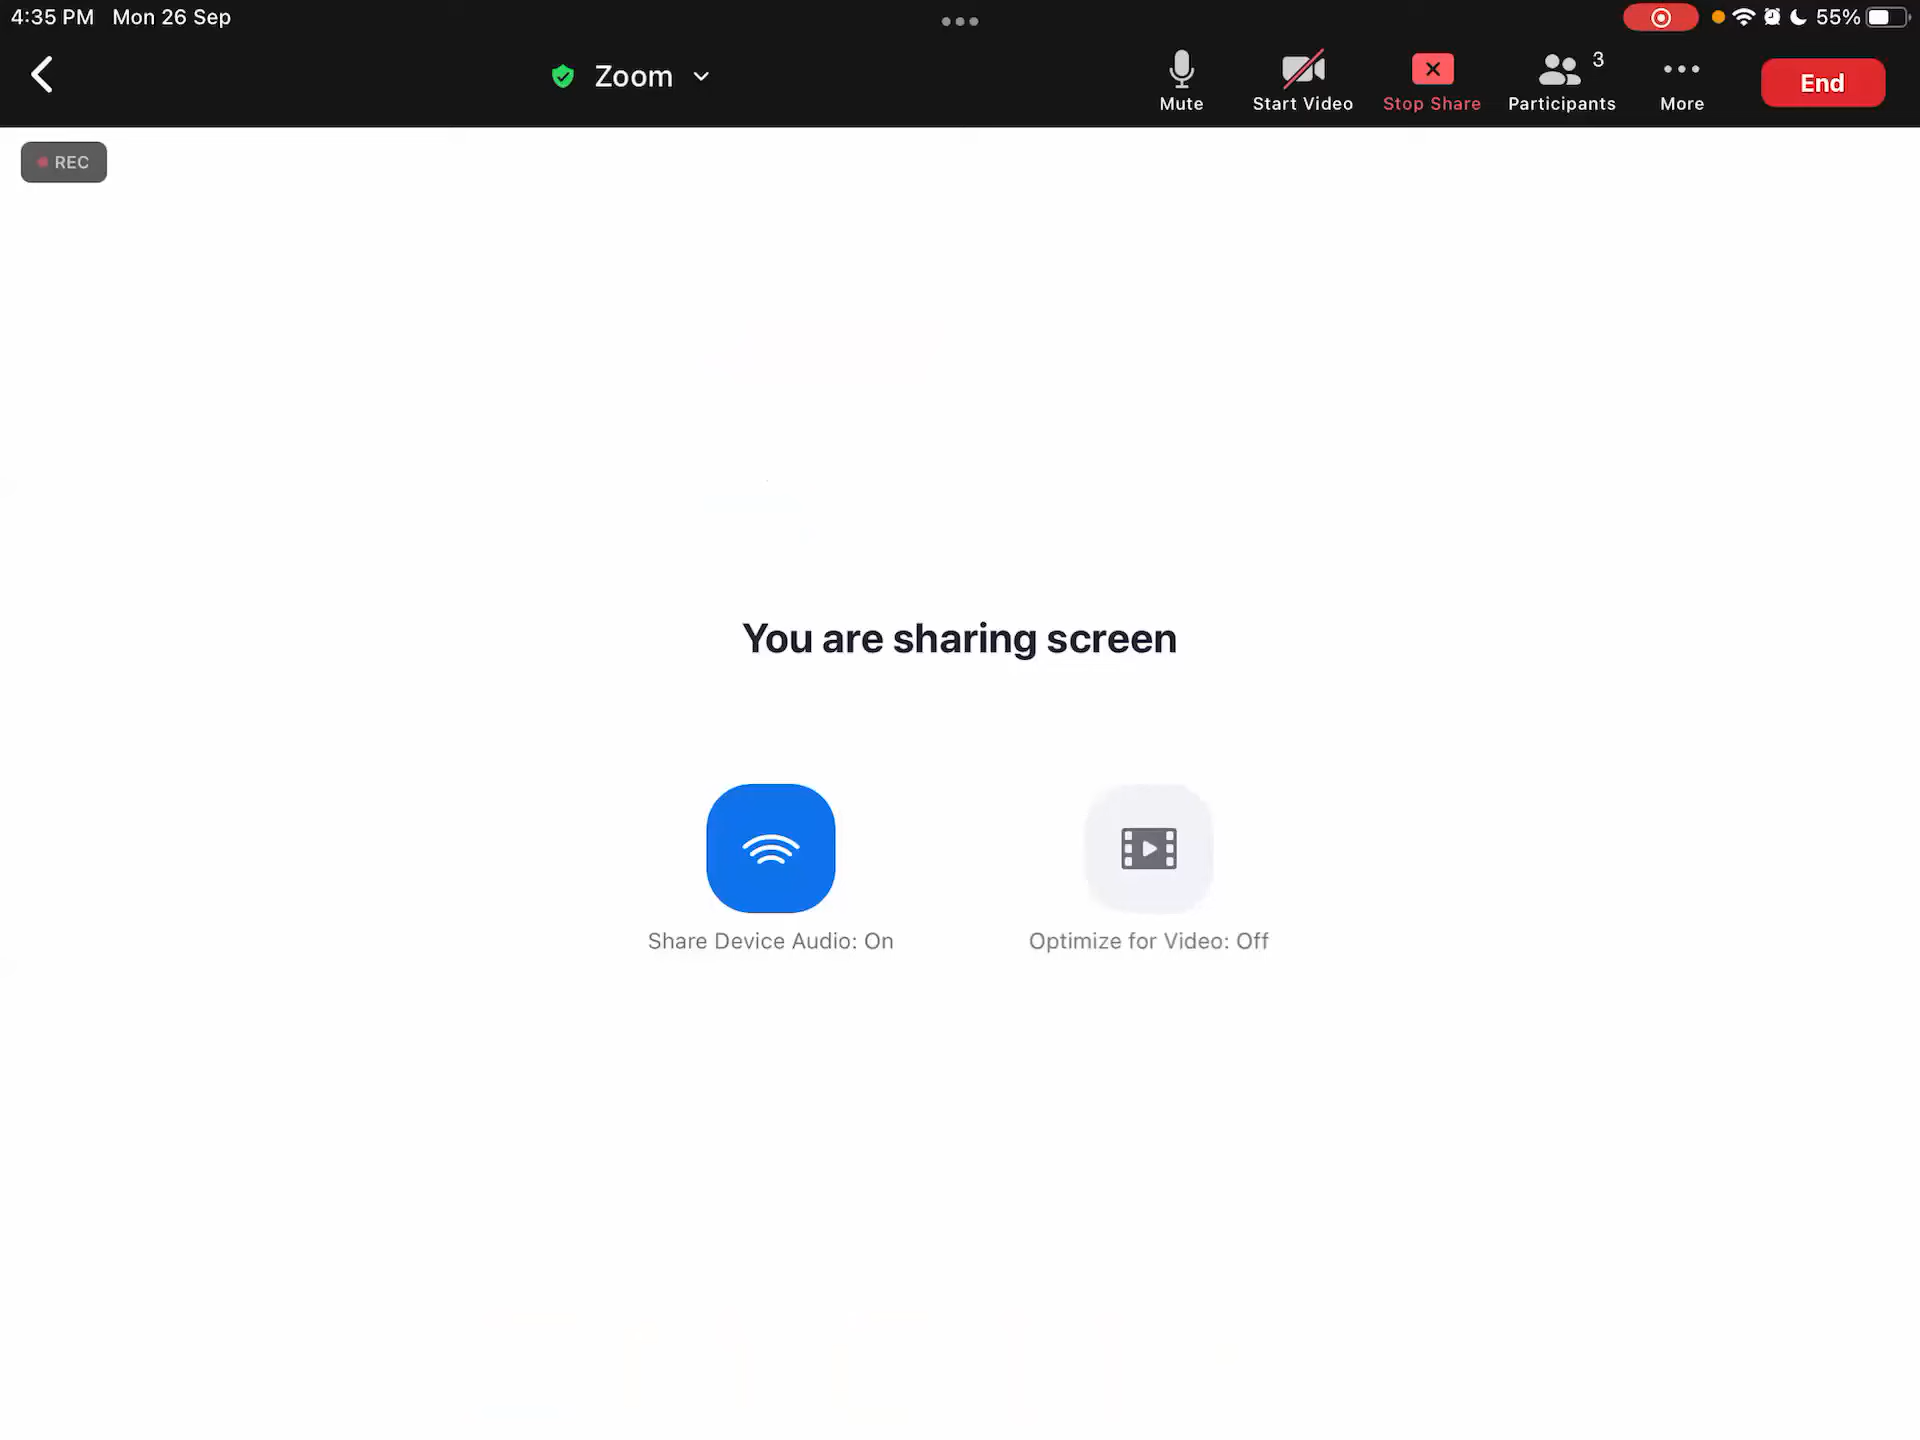 4:35 PM Mon 26 Sep 55%
Zoom
3
Mute Start Video Stop Share Participants More End
REC
You are sharing screen
Share Device Audio: On Optimize for Video: Off